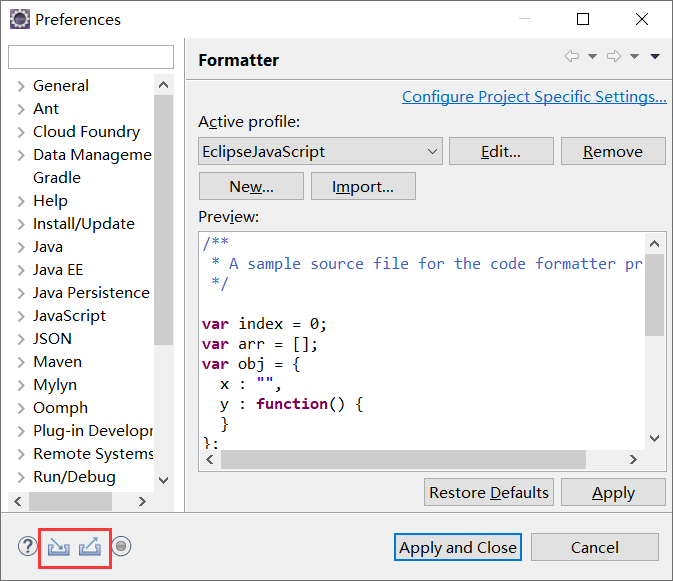 Preferences
Formatter
Configure Project Specific Settings...
General
Ant
Cloud Foundry
Data Manageme
Gradle
Help
Install/Update
Java
Java EE
Java Persistence
JavaScript
JSON
Maven
Mylyn
Oomph
Plug-in Developr
Remote Systems
Run/Debug
Active profile:
EclipseJavaScript
Edit...
Remove
New...
Import...
Preview:
/**
 * A sample source file for the code formatter pr
 */
var index = 0;
var arr = [];
var obj = {
  x : "",
  y : function() {
  }
};
Restore Defaults
Apply
?
Apply and Close
Cancel